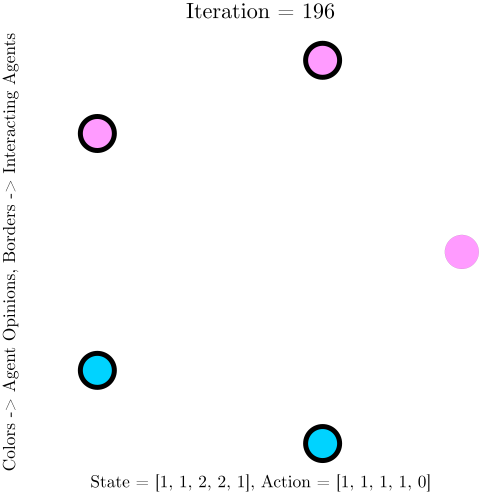 Iteration = 196
Colors -> Agent Opinions, Borders -> Interacting Agents
State = [1, 1, 2, 2, 1], Action = [1, 1, 1, 1, 0]